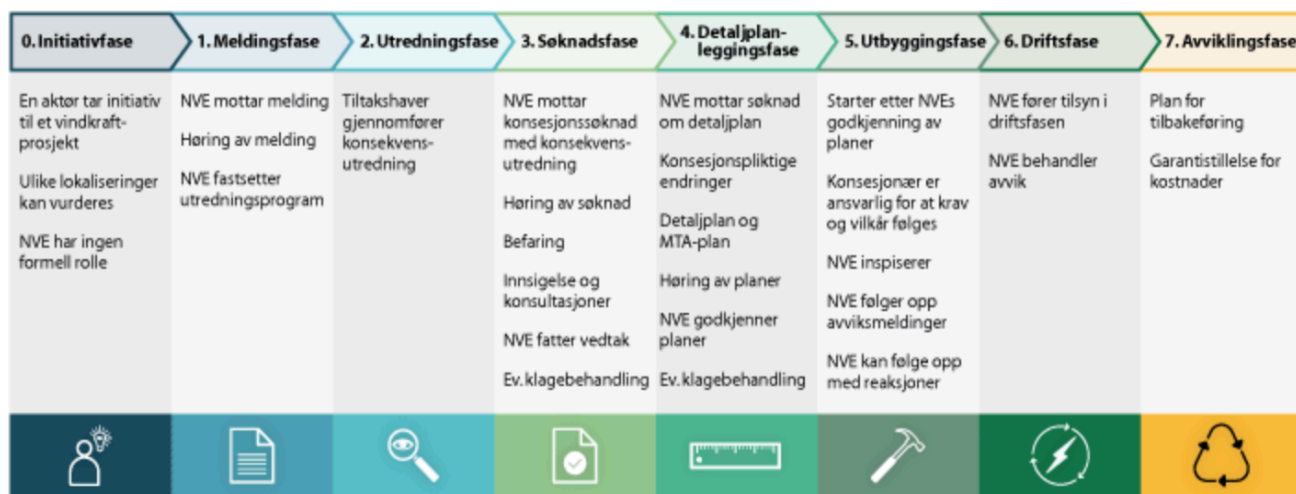 0. Initiativfase
En aktør tar initiativ
til et vindkraft-
prosjekt
Ulike lokaliseringer
kan vurderes
NVE har ingen
formell rolle
1. Meldingsfase
NVE mottar melding
Høring av melding
NVE fastsetter
utredningsprogram
2. Utredningsfase
Tiltakshaver
gjennomfører
konsekvens-
utredning
3. Søknadsfase
NVE mottar
konsesjonssøknad
med konsekvens-
utredning
Høring av søknad
Befaring
Innsigelse og
konsultasjoner
NVE fatter vedtak
Ev. klagebehandling
4. Detaljplan-
leggingsfase
NVE mottar søknad
om detaljplan
Konsesjonspliktige
endringer
Detaljplan og
MTA-plan
Høring av planer
NVE godkjenner
planer
Ev. klagebehandling
5. Utbyggingsfase
Starter etter NVEs
godkjenning av
planer
Konsesjonær er
ansvarlig for at krav
og vilkår følges
NVE inspiserer
NVE følger opp
avviksmeldinger
NVE kan følge opp
med reaksjoner
6. Driftsfase
NVE fører tilsyn i
driftsfasen
NVE behandler
avvik
7. Avviklingsfase
Plan for
tilbakeføring
Garantistillelse for
kostnader